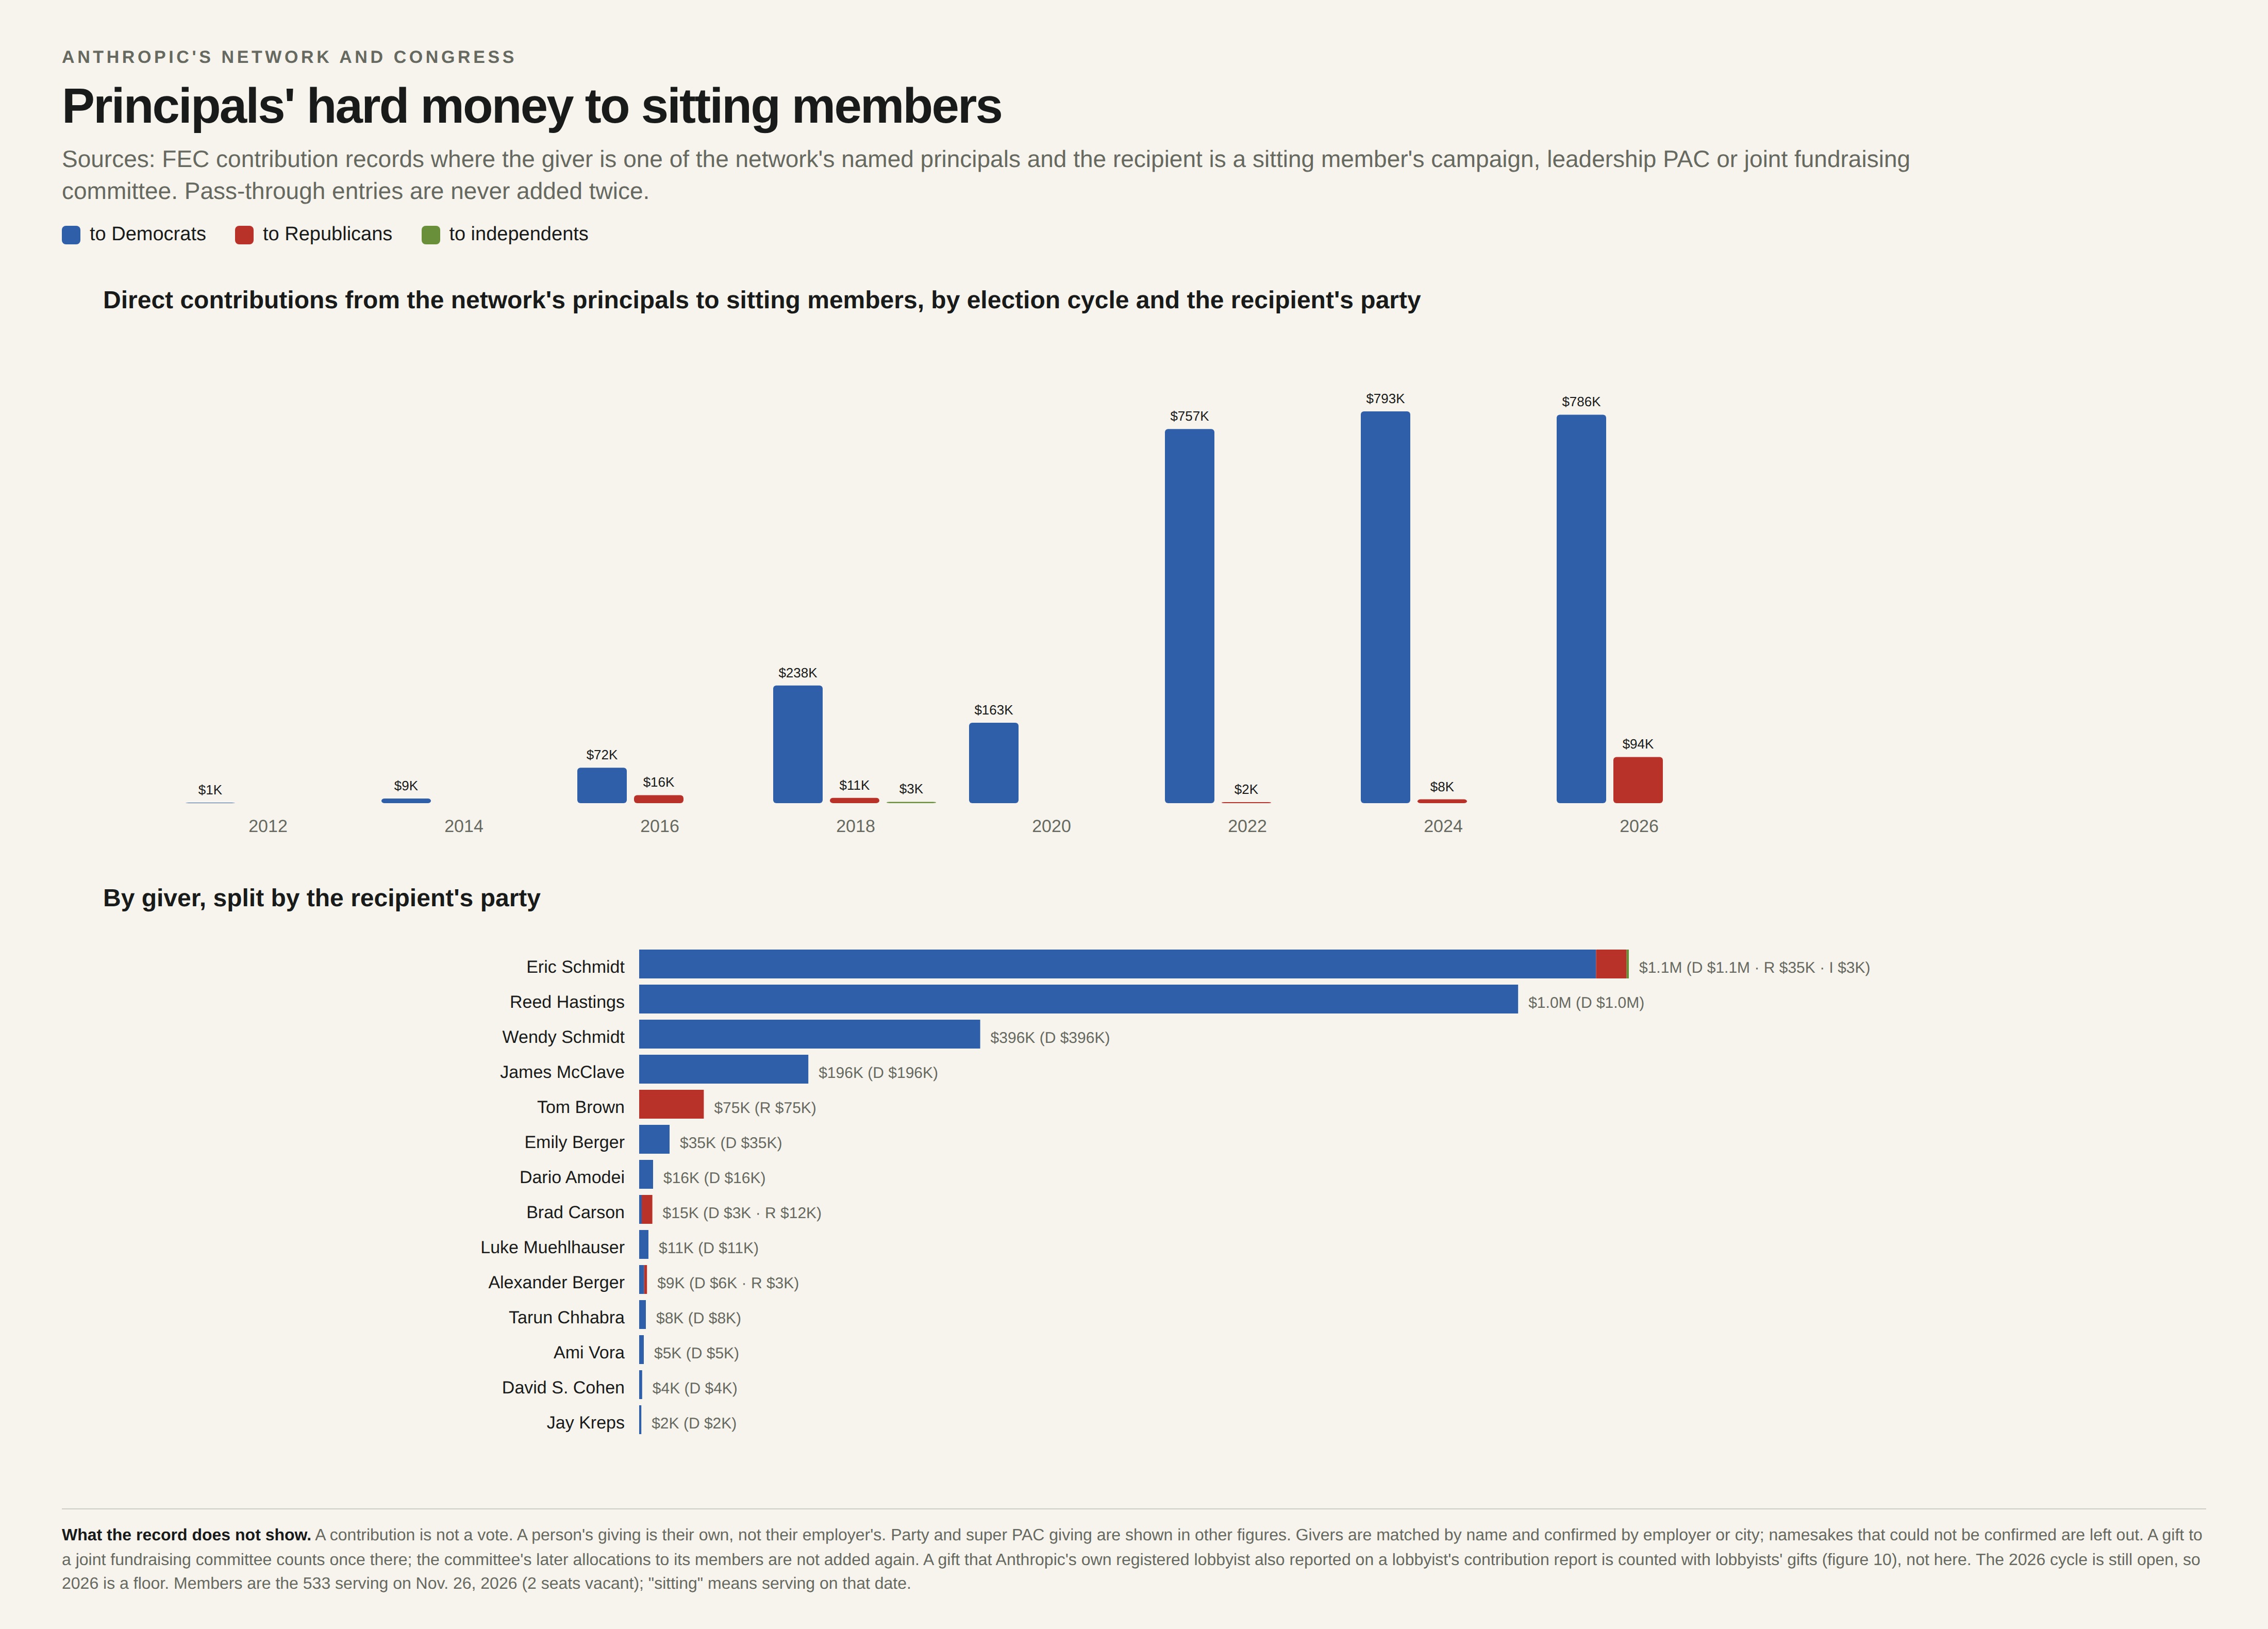 ANTHROPIC'S NETWORK AND CONGRESS
Principals' hard money to sitting members
Sources: FEC contribution records where the giver is one of the network's named principals and the recipient is a sitting member's campaign, leadership PAC or joint fundraising
committee. Pass-through entries are never added twice.
to Democrats to Republicans to independents
Direct contributions from the network's principals to sitting members, by election cycle and the recipient's party
$1K $9K $72K $16K $238K $11K $3K $163K $757K $2K $793K $8K $786K $94K
2012 2014 2016 2018 2020 2022 2024 2026
By giver, split by the recipient's party
Eric Schmidt $1.1M (D $1.1M · R $35K · I $3K)
Reed Hastings $1.0M (D $1.0M)
Wendy Schmidt $396K (D $396K)
James McClave $196K (D $196K)
Tom Brown $75K (R $75K)
Emily Berger $35K (D $35K)
Dario Amodei $16K (D $16K)
Brad Carson $15K (D $3K · R $12K)
Luke Muehlhauser $11K (D $11K)
Alexander Berger $9K (D $6K · R $3K)
Tarun Chhabra $8K (D $8K)
Ami Vora $5K (D $5K)
David S. Cohen $4K (D $4K)
Jay Kreps $2K (D $2K)
What the record does not show. A contribution is not a vote. A person's giving is their own, not their employer's. Party and super PAC giving are shown in other figures. Givers are matched by name and confirmed by employer or city; namesakes that could not be confirmed are left out. A gift to
a joint fundraising committee counts once there; the committee's later allocations to its members are not added again. A gift that Anthropic's own registered lobbyist also reported on a lobbyist's contribution report is counted with lobbyists' gifts (figure 10), not here. The 2026 cycle is still open, so
2026 is a floor. Members are the 533 serving on Nov. 26, 2026 (2 seats vacant); "sitting" means serving on that date.